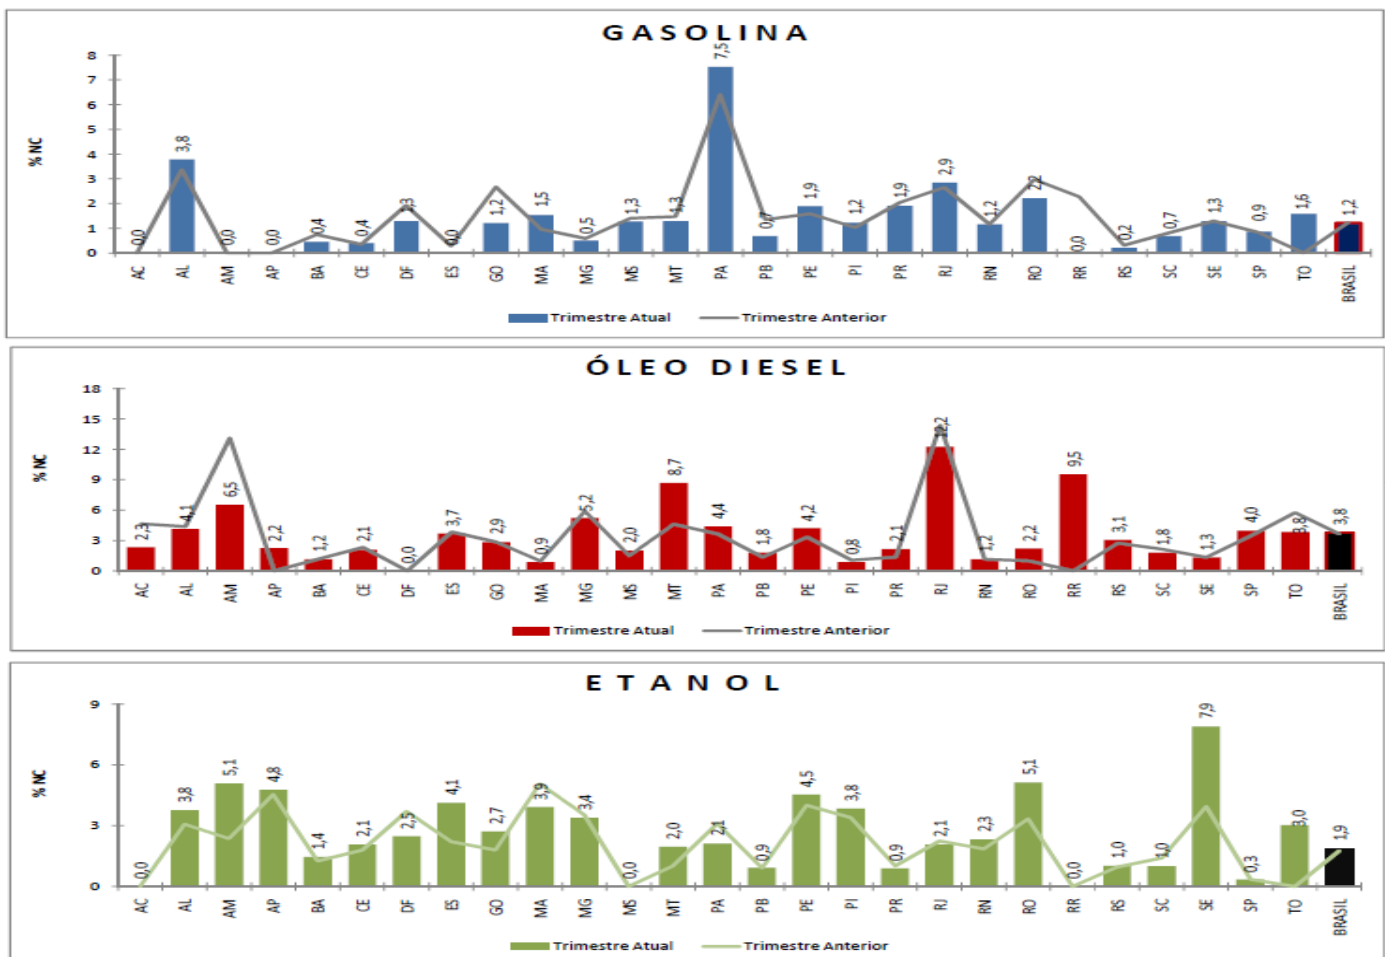 GASOLINA
% NC
8
7
6
5
4
3
2
1
0
0,0 3,8 0,0 0,0 0,4 0,4 1,3 0,0 1,2 1,5 0,5 1,3 1,3 7,5 0,7 1,9 1,2 1,9 2,9 1,2 2,2 0,0 0,2 0,7 1,3 0,9 1,6 1,2
AC AL AM AP BA CE DF ES GO MA MG MS MT PA PB PE PI PR RJ RN RO RR RS SC SE SP TO BRASIL
Trimestre Atual Trimestre Anterior
ÓLEO DIESEL
% NC
18
15
12
9
6
3
0
2,3 4,1 6,5 2,2 1,2 2,1 0,0 3,7 2,9 0,9 5,2 2,0 8,7 4,4 1,8 4,2 0,8 2,1 12,2 1,2 2,2 9,5 3,1 1,8 1,3 4,0 3,8 3,8
AC AL AM AP BA CE DF ES GO MA MG MS MT PA PB PE PI PR RJ RN RO RR RS SC SE SP TO BRASIL
Trimestre Atual Trimestre Anterior
ETANOL
% NC
9
6
3
0
0,0 3,8 5,1 4,8 1,4 2,1 2,5 4,1 2,7 3,9 3,4 0,0 2,0 2,1 0,9 4,5 3,8 0,9 2,1 2,3 5,1 0,0 1,0 1,0 7,9 0,3 3,0 1,9
AC AL AM AP BA CE DF ES GO MA MG MS MT PA PB PE PI PR RJ RN RO RR RS SC SE SP TO BRASIL
Trimestre Atual Trimestre Anterior